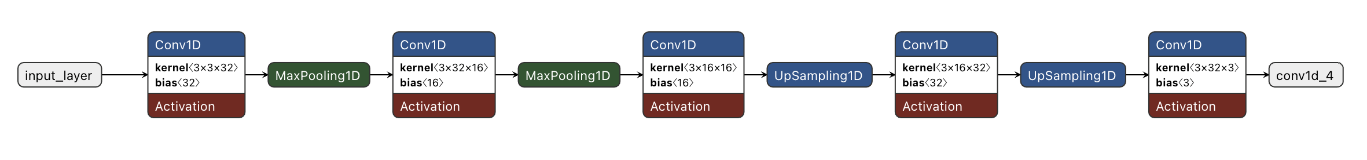 input_layer
Conv1D
kernel⟨3×3×32⟩
bias⟨32⟩
Activation
MaxPooling1D
Conv1D
kernel⟨3×32×16⟩
bias⟨16⟩
Activation
MaxPooling1D
Conv1D
kernel⟨3×16×16⟩
bias⟨16⟩
Activation
UpSampling1D
Conv1D
kernel⟨3×16×32⟩
bias⟨32⟩
Activation
UpSampling1D
Conv1D
kernel⟨3×32×3⟩
bias⟨3⟩
Activation
conv1d_4